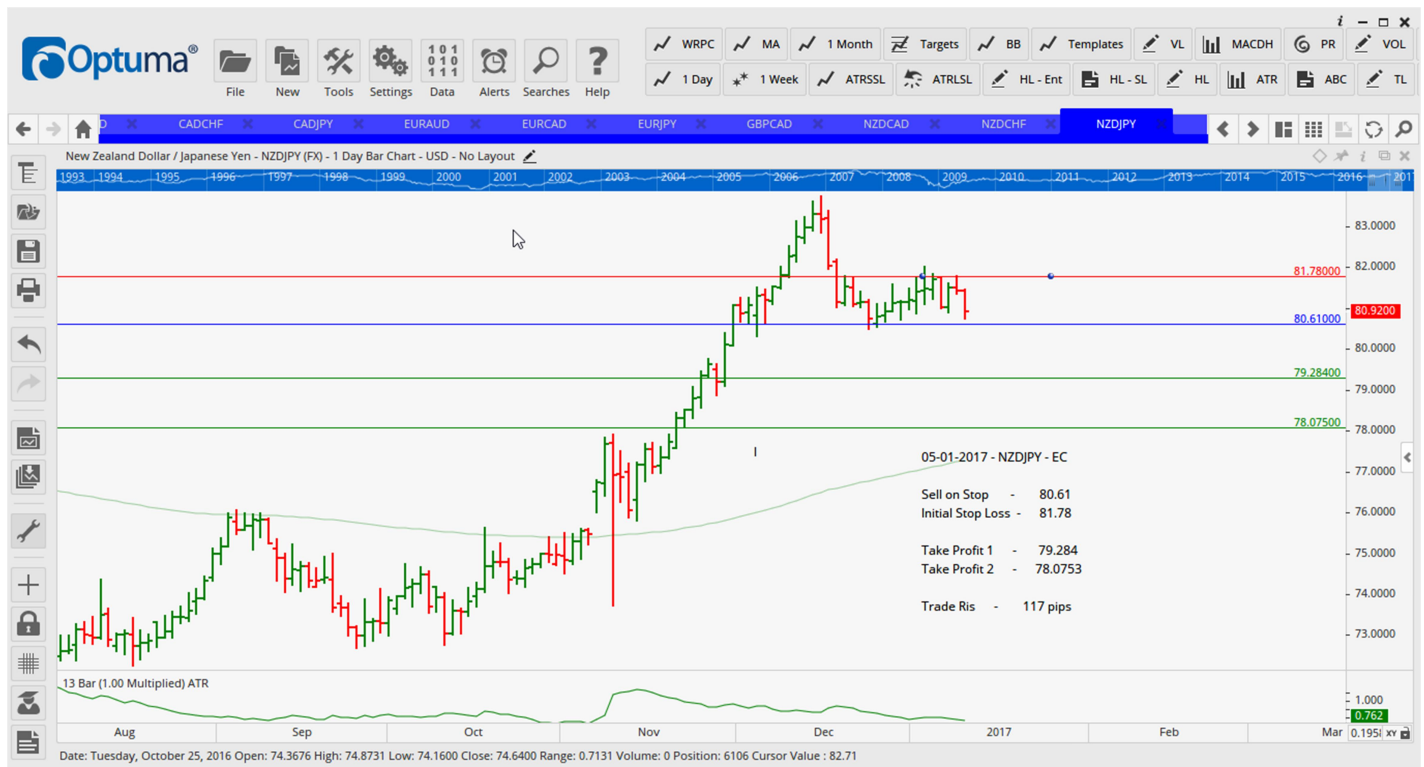 Optuma®
File
New
Tools
Settings
101
010
111
Data
Alerts
Searches
?
Help
WRPC
MA
1 Month
Targets
BB
Templates
VL
MACDH
PR
VOL
1 Day
1 Week
ATRSSL
ATRLSL
HL - Ent
HL - SL
HL
ATR
ABC
TL
D
CADCHF
CADJPY
EURAUD
EURCAD
EURJPY
GBPCAD
NZDCAD
NZDCHF
NZDJPY
New Zealand Dollar / Japanese Yen - NZDJPY (FX) - 1 Day Bar Chart - USD - No Layout
1993 1994 1995 1996 1997 1998 1999 2000 2001 2002 2003 2004 2005 2006 2007 2008 2009 2010 2011 2012 2013 2014 2015 2016 2017
83.0000
82.0000
81.78000
80.9200
80.61000
80.0000
79.28400
79.0000
78.07500
78.0000
77.0000
76.0000
75.0000
74.0000
73.0000
05-01-2017 - NZDJPY - EC
Sell on Stop - 80.61
Initial Stop Loss - 81.78
Take Profit 1 - 79.284
Take Profit 2 - 78.0753
Trade Ris - 117 pips
13 Bar (1.00 Multiplied) ATR
1.000
0.762
Aug Sep Oct Nov Dec 2017 Feb Mar
0.195 XY
Date: Tuesday, October 25, 2016 Open: 74.3676 High: 74.8731 Low: 74.1600 Close: 74.6400 Range: 0.7131 Volume: 0 Position: 6106 Cursor Value : 82.71